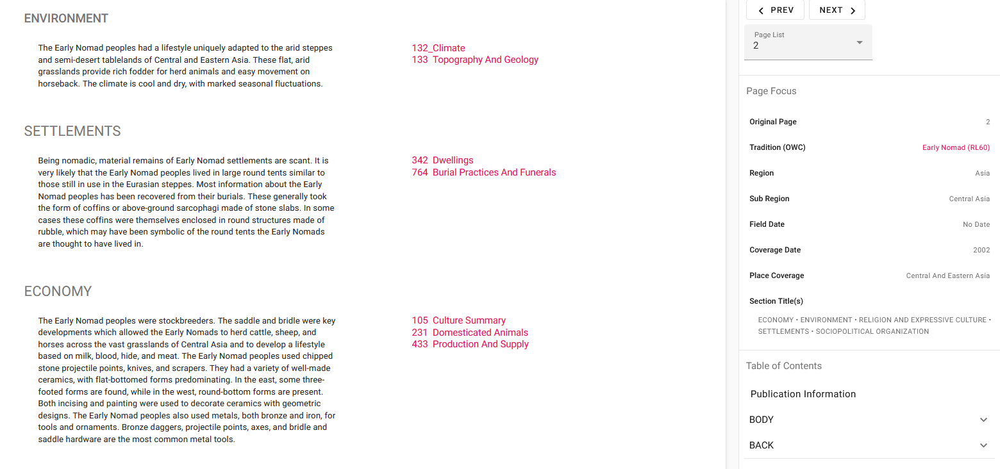 ENVIRONMENT
The Early Nomad peoples had a lifestyle uniquely adapted to the arid steppes
and semi-desert tablelands of Central and Eastern Asia. These flat, arid
grasslands provide rich fodder for herd animals and easy movement on
horseback. The climate is cool and dry, with marked seasonal fluctuations.
132_Climate
133 Topography And Geology
SETTLEMENTS
Being nomadic, material remains of Early Nomad settlements are scant. It is
very likely that the Early Nomad peoples lived in large round tents similar to
those still in use in the Eurasian steppes. Most information about the Early
Nomad peoples has been recovered from their burials. These generally took
the form of coffins or above-ground sarcophagi made of stone slabs. In some
cases these coffins were themselves enclosed in round structures made of
rubble, which may have been symbolic of the round tents the Early Nomads
are thought to have lived in.
342 Dwellings
764 Burial Practices And Funerals
ECONOMY
The Early Nomad peoples were stockbreeders. The saddle and bridle were key
developments which allowed the Early Nomads to herd cattle, sheep, and
horses across the vast grasslands of Central Asia and to develop a lifestyle
based on milk, blood, hide, and meat. The Early Nomad peoples used chipped
stone projectile points, knives, and scrapers. They had a variety of well-made
ceramics, with flat-bottomed forms predominating. In the east, some three-
footed forms are found, while in the west, round-bottom forms are present.
Both incising and painting were used to decorate ceramics with geometric
designs. The Early Nomad peoples also used metals, both bronze and iron, for
tools and ornaments. Bronze daggers, projectile points, axes, and bridle and
saddle hardware are the most common metal tools.
105 Culture Summary
231 Domesticated Animals
433 Production And Supply
PREV
NEXT
Page List
2
Page Focus
Original Page 2
Tradition (OWC) Early Nomad (RL60)
Region Asia
Sub Region Central Asia
Field Date No Date
Coverage Date 2002
Place Coverage Central And Eastern Asia
Section Title(s)
ECONOMY • ENVIRONMENT • RELIGION AND EXPRESSIVE CULTURE •
SETTLEMENTS • SOCIOPOLITICAL ORGANIZATION
Table of Contents
Publication Information
BODY
BACK